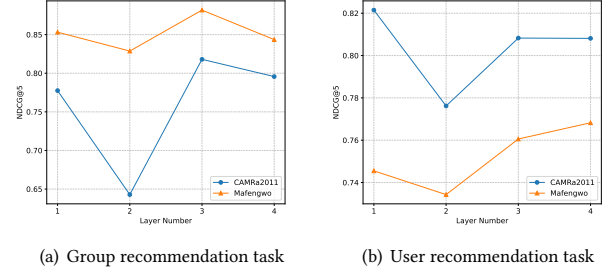 0.85
0.80
0.75
0.70
0.65
NDCG@5
1 2 3 4
Layer Number
CAMRa2011
Mafengwo
(a) Group recommendation task
0.82
0.80
0.78
0.76
0.74
NDCG@5
1 2 3 4
Layer Number
CAMRa2011
Mafengwo
(b) User recommendation task